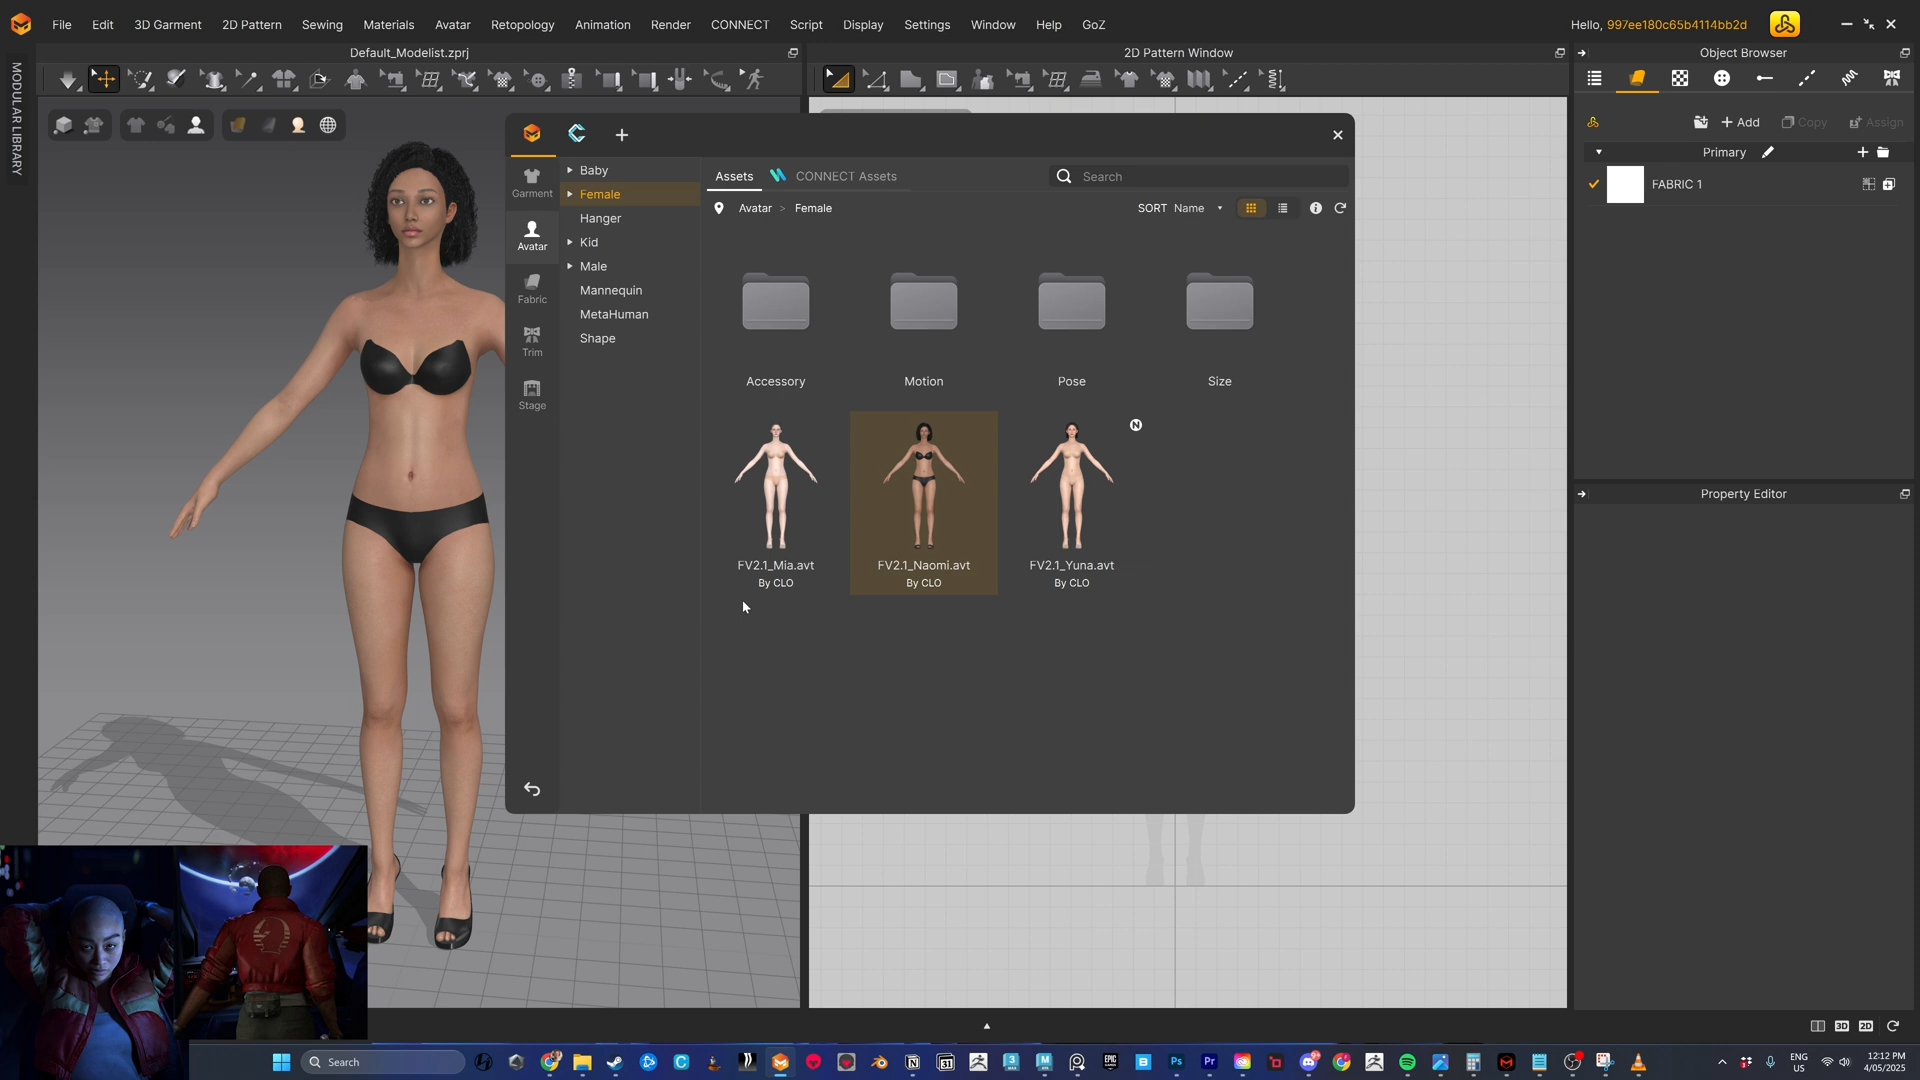 File Edit 3D Garment 2D Pattern Sewing Materials Avatar Retopology Animation Render CONNECT Script Display Settings Window Help GoZ
Hello, 997ee180c65b4114bb2d
Default_Modelist.zprj
2D Pattern Window
Object Browser
MODULAR LIBRARY
+ Add Copy Assign
Primary
FABRIC 1
Property Editor
Garment
Avatar
Fabric
Trim
Stage
Baby
Female
Hanger
Kid
Male
Mannequin
MetaHuman
Shape
Assets CONNECT Assets Search
Avatar > Female
SORT Name
Accessory Motion Pose Size
N
FV2.1_Mia.avt FV2.1_Naomi.avt FV2.1_Yuna.avt
By CLO By CLO By CLO
3D 2D
Search
ENG
US
12:12 PM
4/05/2025